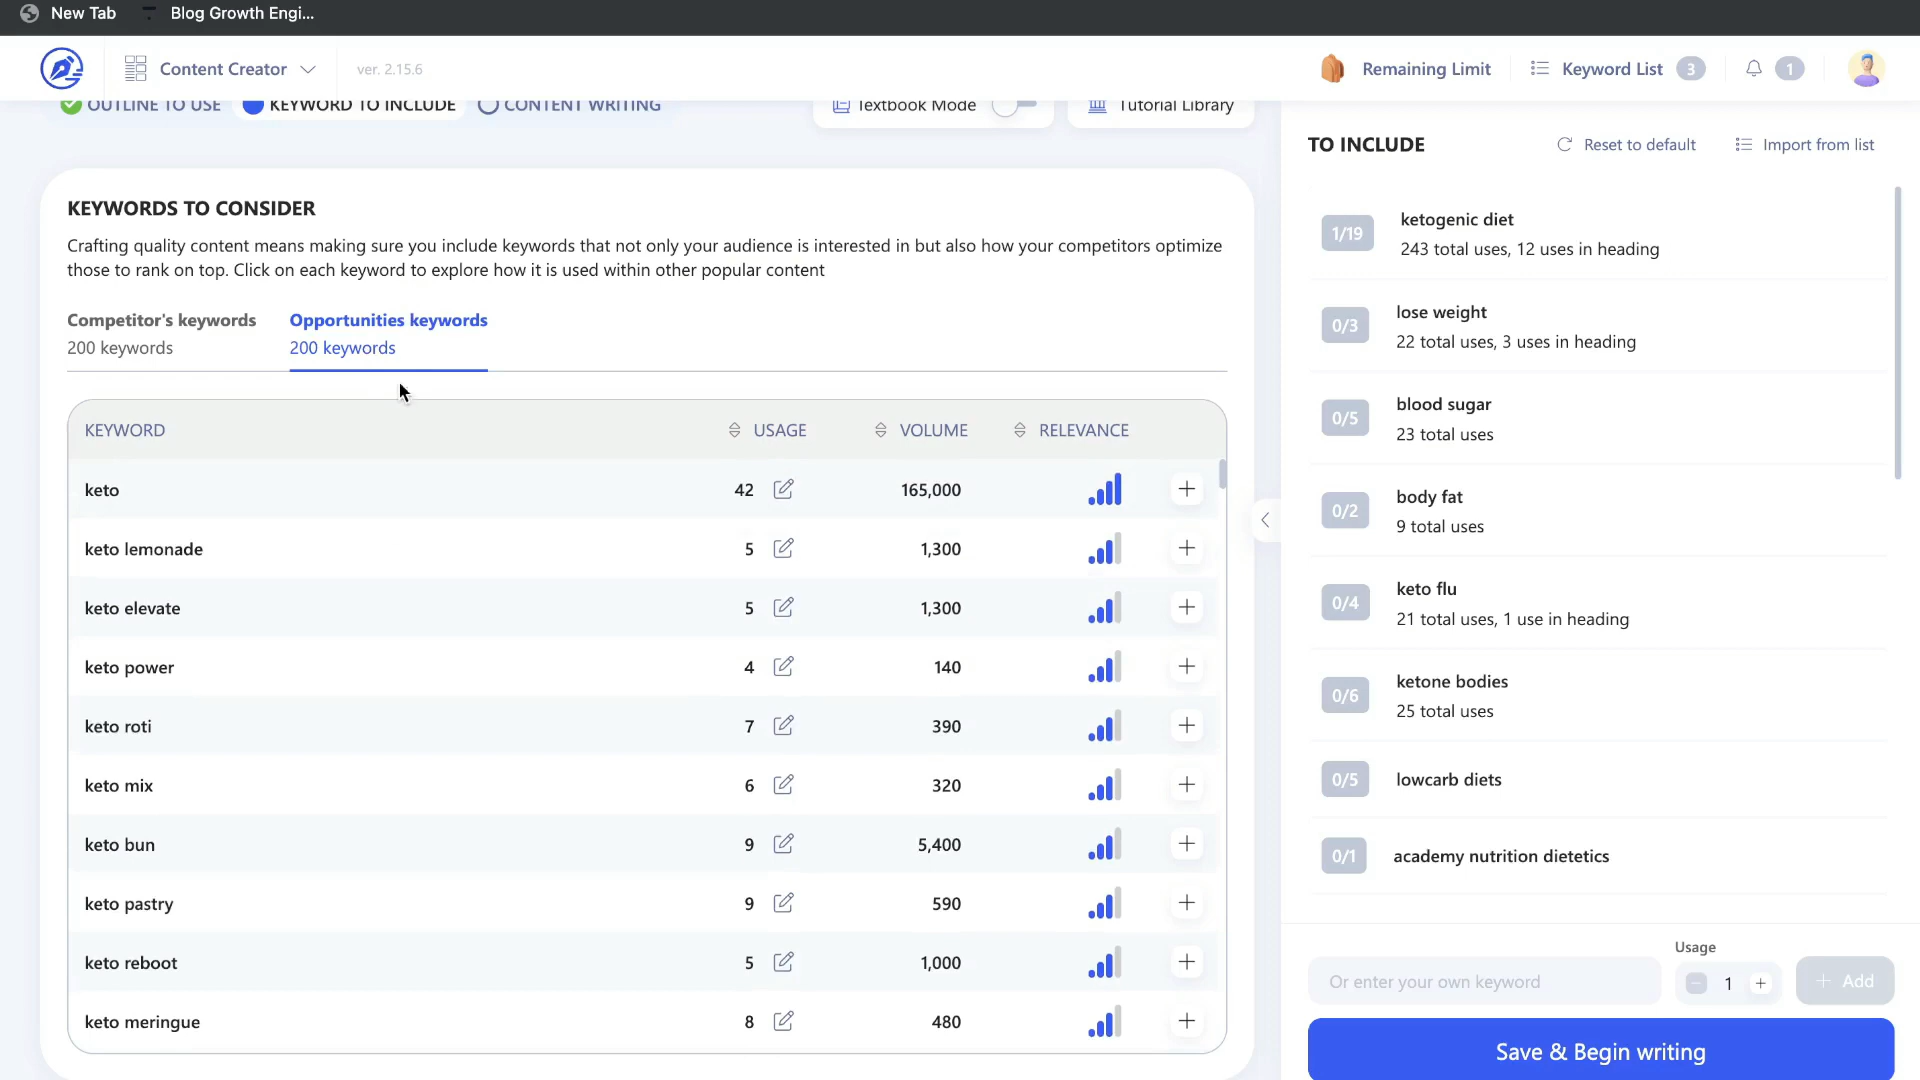 New Tab
Blog Growth Engi...
Content Creator
ver. 2.15.6
Remaining Limit
Keyword List 3
1
OUTLINE TO USE
KEYWORD TO INCLUDE
CONTENT WRITING
Textbook Mode
Tutorial Library
KEYWORDS TO CONSIDER
Crafting quality content means making sure you include keywords that not only your audience is interested in but also how your competitors optimize
those to rank on top. Click on each keyword to explore how it is used within other popular content
Competitor's keywords
200 keywords
Opportunities keywords
200 keywords
KEYWORD USAGE VOLUME RELEVANCE
keto 42 165,000
keto lemonade 5 1,300
keto elevate 5 1,300
keto power 4 140
keto roti 7 390
keto mix 6 320
keto bun 9 5,400
keto pastry 9 590
keto reboot 5 1,000
keto meringue 8 480
TO INCLUDE
Reset to default
Import from list
1/19
ketogenic diet
243 total uses, 12 uses in heading
0/3
lose weight
22 total uses, 3 uses in heading
0/5
blood sugar
23 total uses
0/2
body fat
9 total uses
0/4
keto flu
21 total uses, 1 use in heading
0/6
ketone bodies
25 total uses
0/5
lowcarb diets
0/1
academy nutrition dietetics
Usage
Or enter your own keyword
- 1 +
+ Add
Save & Begin writing